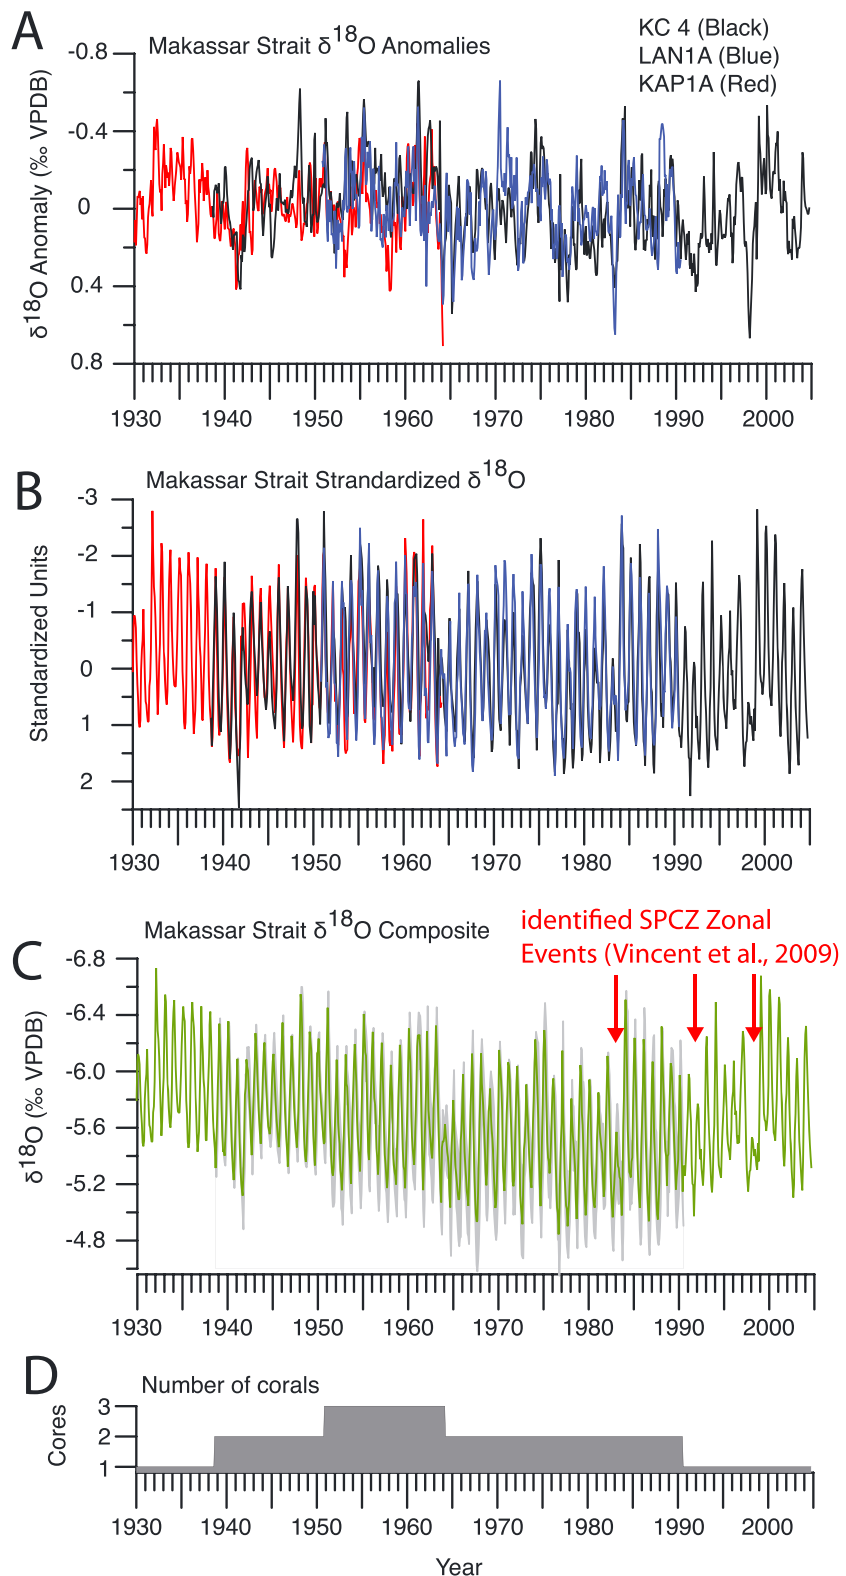 A
Makassar Strait δ18O Anomalies
KC 4 (Black)
LAN1A (Blue)
KAP1A (Red)
δ18O Anomaly (‰ VPDB)
-0.8
-0.4
0
0.4
0.8
1930 1940 1950 1960 1970 1980 1990 2000
B
Makassar Strait Strandardized δ18O
Standardized Units
-3
-2
-1
0
1
2
1930 1940 1950 1960 1970 1980 1990 2000
C
Makassar Strait δ18O Composite
identified SPCZ Zonal
Events (Vincent et al., 2009)
δ18O (‰ VPDB)
-6.8
-6.4
-6.0
-5.6
-5.2
-4.8
1930 1940 1950 1960 1970 1980 1990 2000
D
Number of corals
Cores
3
2
1
1930 1940 1950 1960 1970 1980 1990 2000
Year